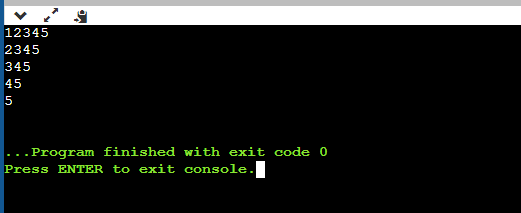 12345
2345
345
45
5
...Program finished with exit code 0
Press ENTER to exit console.